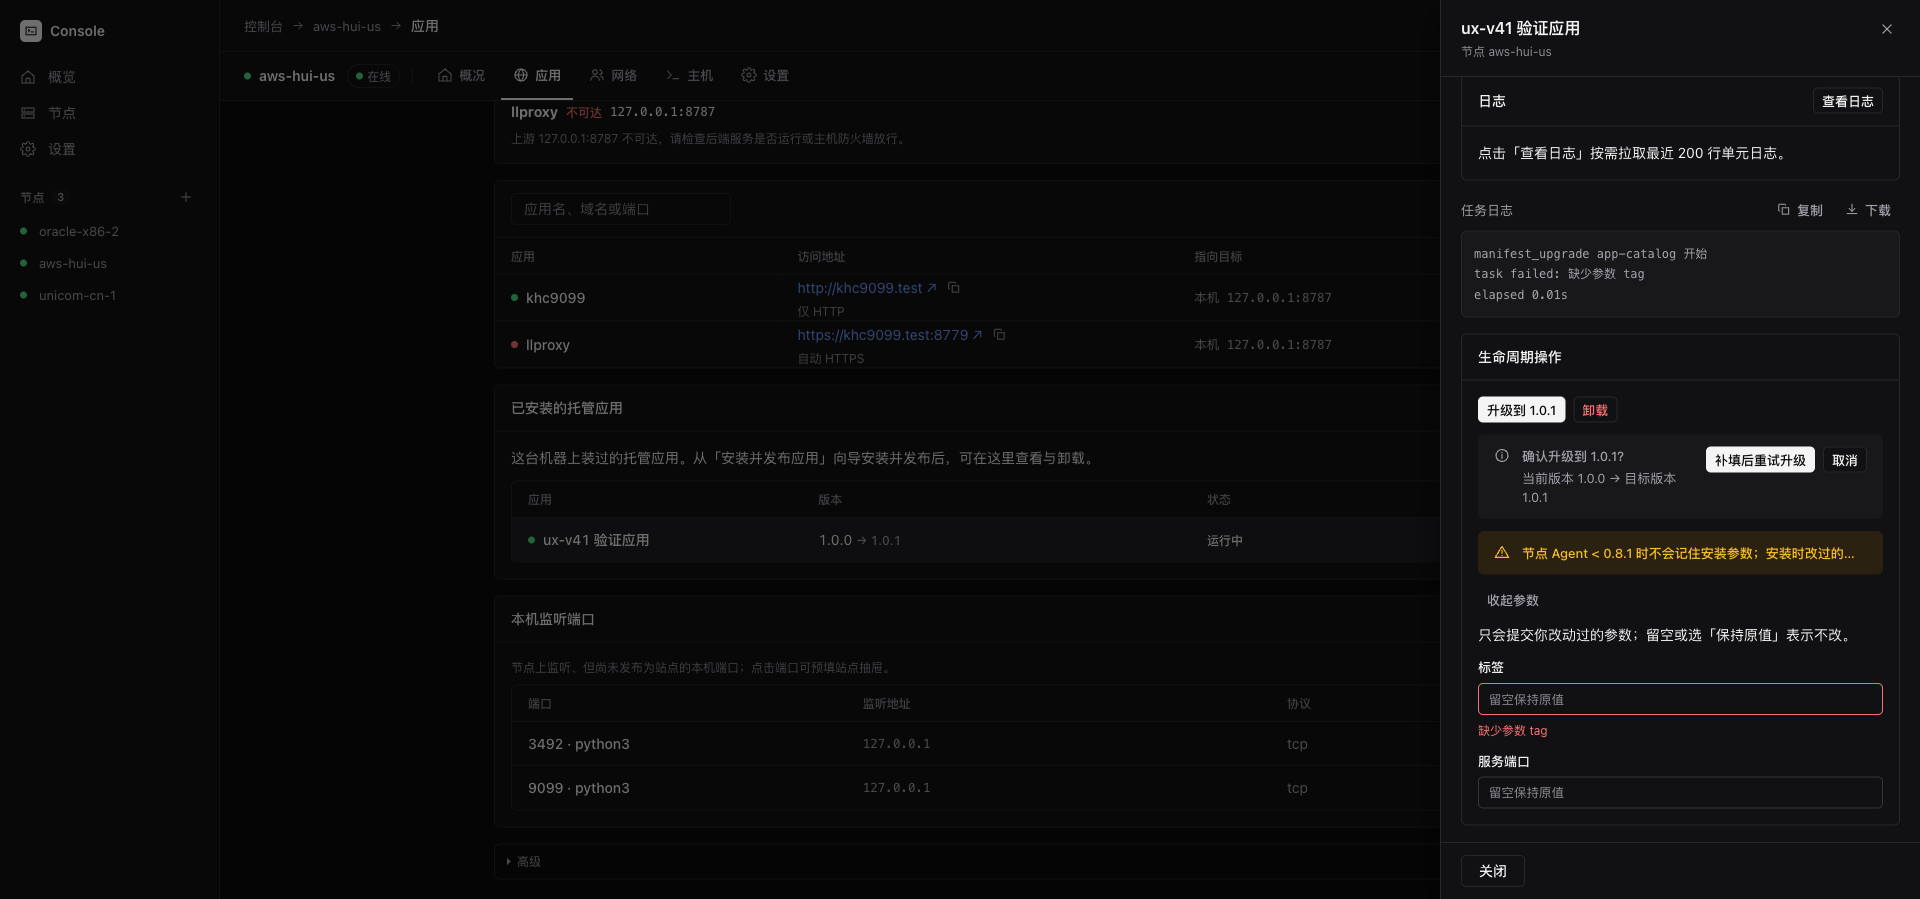 Console
概览
节点
设置
节点 3
oracle-x86-2
aws-hui-us
unicom-cn-1
控制台 → aws-hui-us → 应用
aws-hui-us 在线 概况 应用 网络 主机 设置
llproxy 不可达 127.0.0.1:8787
上游 127.0.0.1:8787 不可达，请检查后端服务是否运行或主机防火墙放行。
应用名、域名或端口
应用 访问地址 指向目标
khc9099 http://khc9099.test ↗ 本机 127.0.0.1:8787
仅 HTTP
llproxy https://khc9099.test:8779 ↗ 本机 127.0.0.1:8787
自动 HTTPS
已安装的托管应用
这台机器上装过的托管应用。从「安装并发布应用」向导安装并发布后，可在这里查看与卸载。
应用 版本 状态
ux-v41 验证应用 1.0.0 → 1.0.1 运行中
本机监听端口
节点上监听、但尚未发布为站点的本机端口；点击端口可预填站点抽屉。
端口 监听地址 协议
3492 · python3 127.0.0.1 tcp
9099 · python3 127.0.0.1 tcp
高级
ux-v41 验证应用
节点 aws-hui-us
日志 查看日志
点击「查看日志」按需拉取最近 200 行单元日志。
任务日志 复制 下载
manifest_upgrade app-catalog 开始
task failed: 缺少参数 tag
elapsed 0.01s
生命周期操作
升级到 1.0.1 卸载
确认升级到 1.0.1? 补填后重试升级 取消
当前版本 1.0.0 → 目标版本
1.0.1
节点 Agent < 0.8.1 时不会记住安装参数；安装时改过的...
收起参数
只会提交你改动过的参数；留空或选「保持原值」表示不改。
标签
留空保持原值
缺少参数 tag
服务端口
留空保持原值
关闭